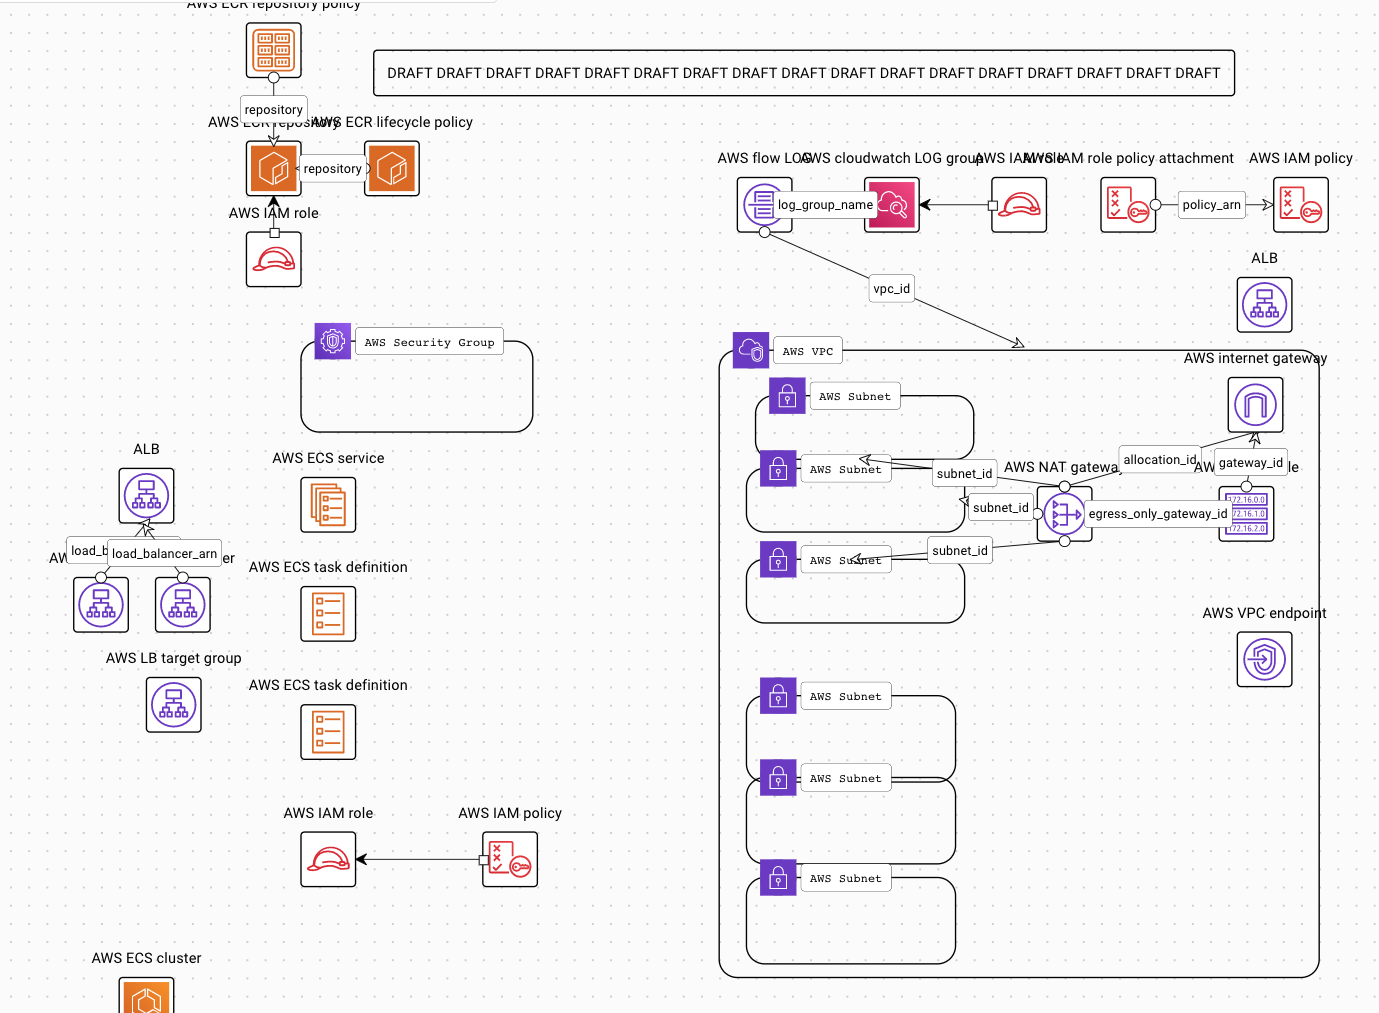 AWS ECR repository policy
DRAFT DRAFT DRAFT DRAFT DRAFT DRAFT DRAFT DRAFT DRAFT DRAFT DRAFT DRAFT DRAFT DRAFT DRAFT DRAFT DRAFT
repository
AWS ECR repository
AWS ECR lifecycle policy
repository
AWS IAM role
AWS flow LOG
AWS cloudwatch LOG group
AWS IAM role
AWS IAM role policy attachment
AWS IAM policy
log_group_name
policy_arn
ALB
vpc_id
AWS Security Group
AWS VPC
AWS internet gateway
AWS Subnet
ALB
AWS ECS service
AWS Subnet
subnet_id
AWS NAT gateway
allocation_id
gateway_id
subnet_id
egress_only_gateway_id
172.16.0.0
172.16.1.0
172.16.2.0
load_b
load_balancer_arn
AW
er
AWS Subnet
subnet_id
AWS ECS task definition
AWS VPC endpoint
AWS LB target group
AWS ECS task definition
AWS Subnet
AWS Subnet
AWS IAM role
AWS IAM policy
AWS Subnet
AWS ECS cluster